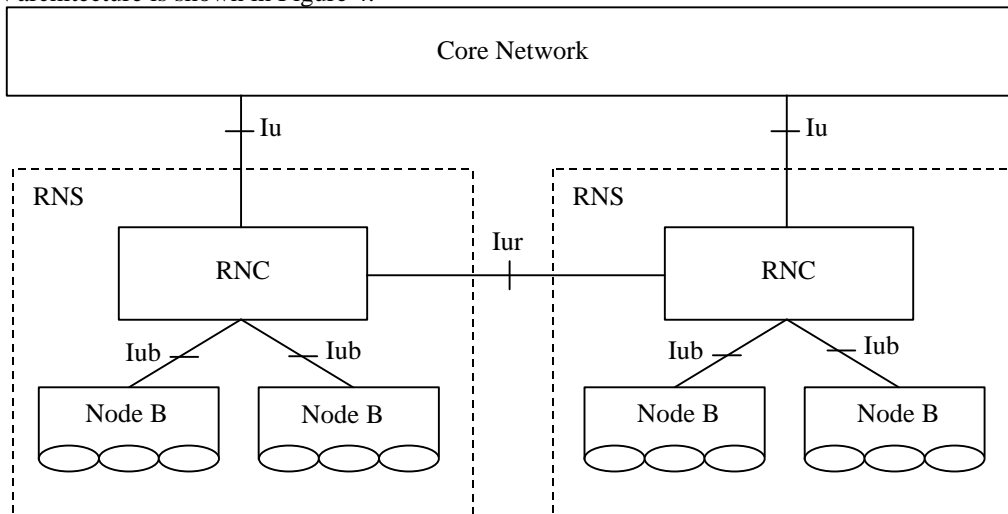 architecture is shown in Figure 4.
Core Network
Iu
Iu
RNS
RNS
Iur
RNC
RNC
Iub
Iub
Iub
Iub
Node B
Node B
Node B
Node B